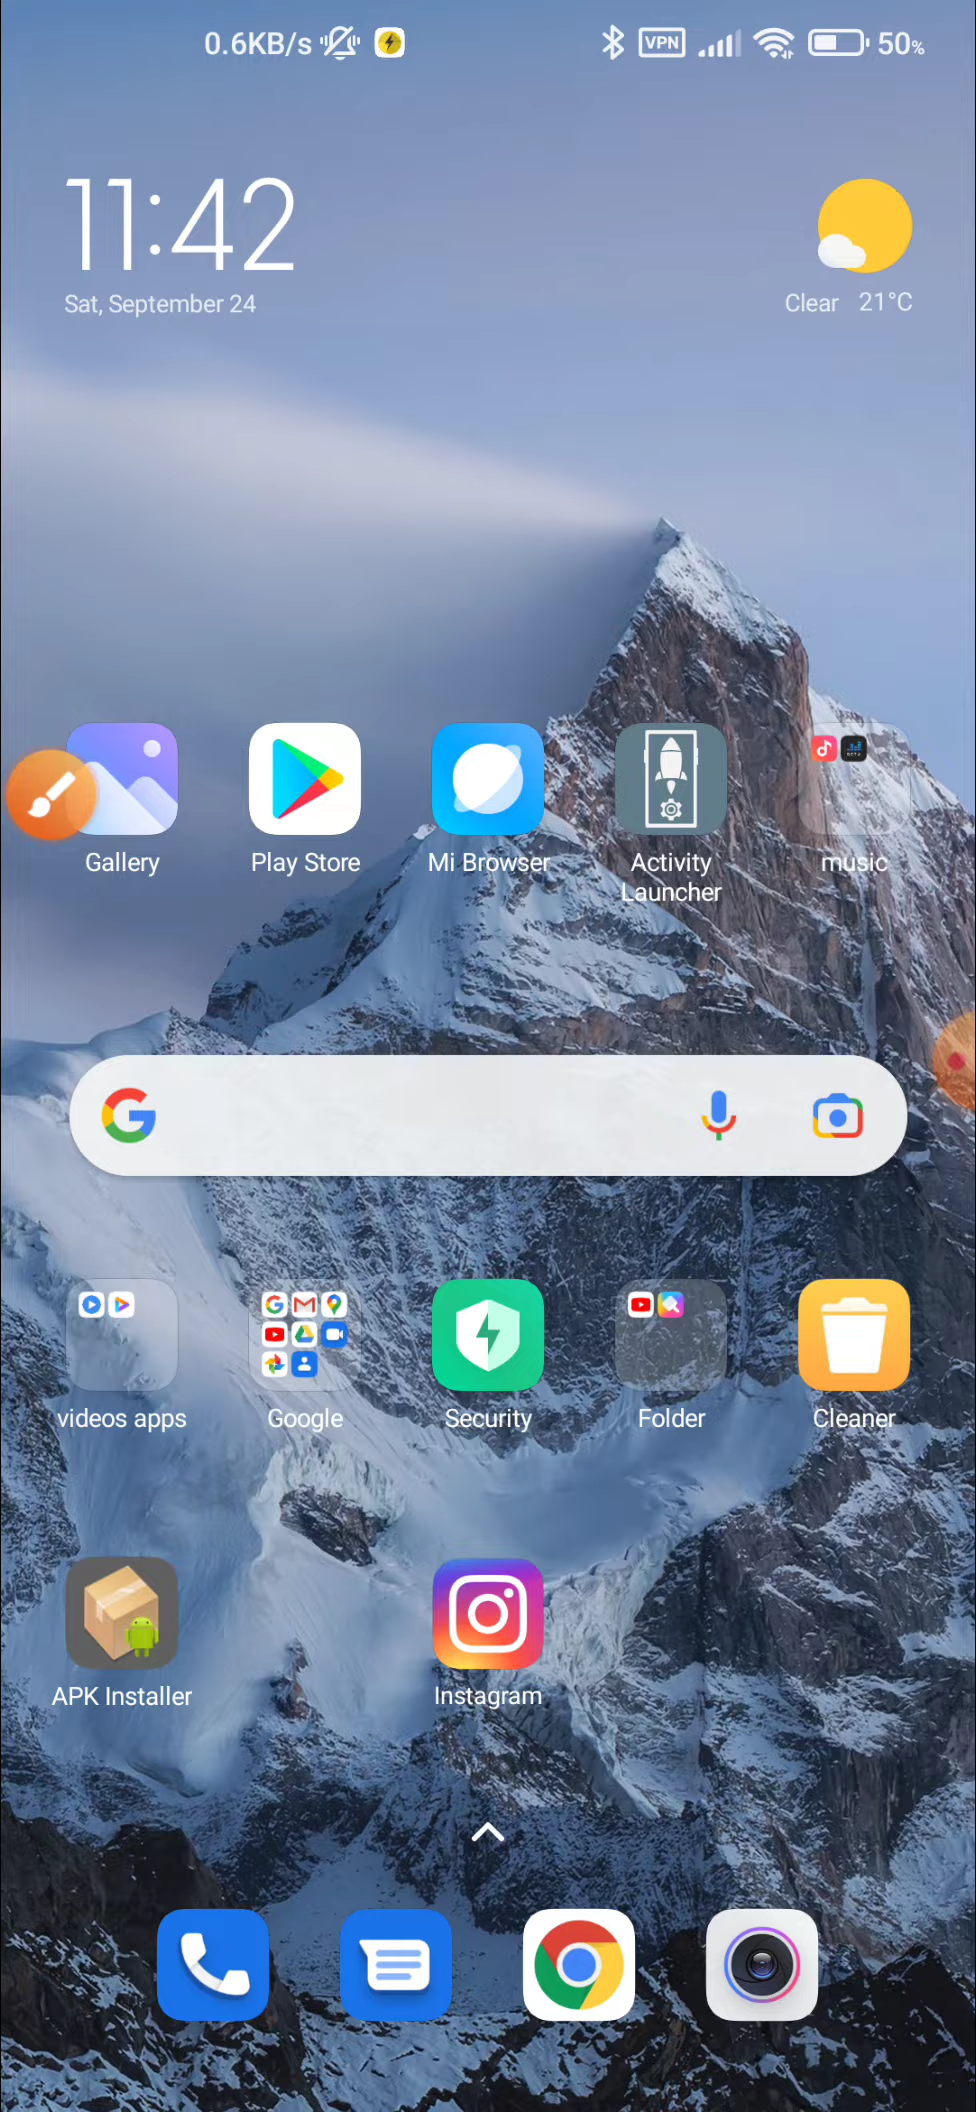 0.6KB/s VPN 50%
11:42
Sat, September 24
Clear 21°C
Gallery
Play Store
Mi Browser
Activity
Launcher
music
videos apps
Google
Security
Folder
Cleaner
APK Installer
Instagram